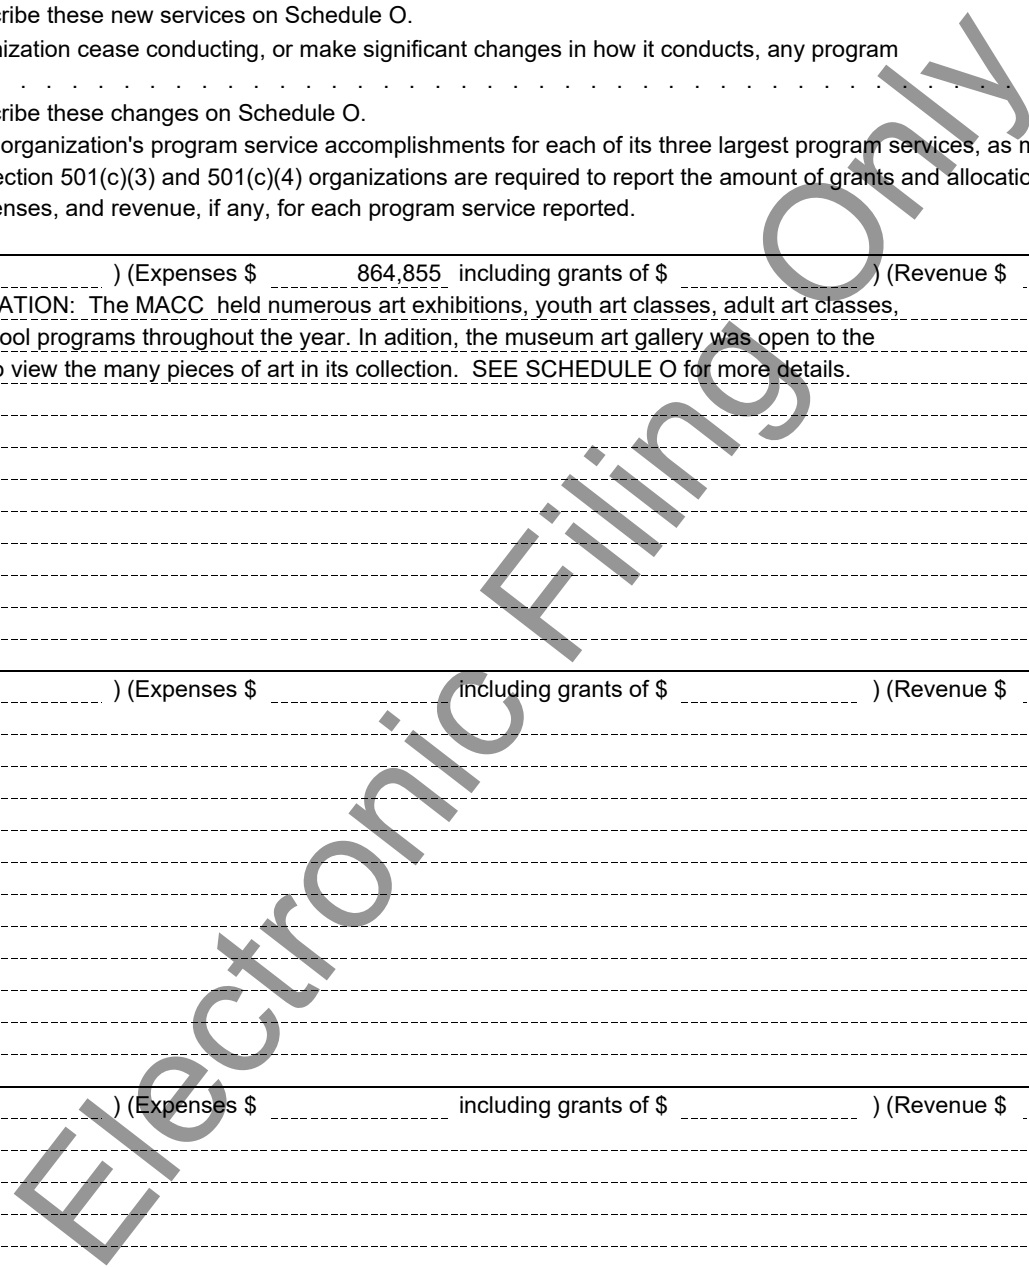 ribe these new services on Schedule O.
nization cease conducting, or make significant changes in how it conducts, any program
. . . . . . . . . . . . . . . . . . . . . . . . . . . . . . . . . . . . . . .
ribe these changes on Schedule O.
organization's program service accomplishments for each of its three largest program services, as m
ection 501(c)(3) and 501(c)(4) organizations are required to report the amount of grants and allocatio
enses, and revenue, if any, for each program service reported.
) (Expenses $ 864,855 including grants of $ ) (Revenue $
ATION: The MACC held numerous art exhibitions, youth art classes, adult art classes,
ool programs throughout the year. In adition, the museum art gallery was open to the
o view the many pieces of art in its collection. SEE SCHEDULE O for more details.
) (Expenses $ including grants of $ ) (Revenue $
) (Expenses $ including grants of $ ) (Revenue $
Electronic Filing Only